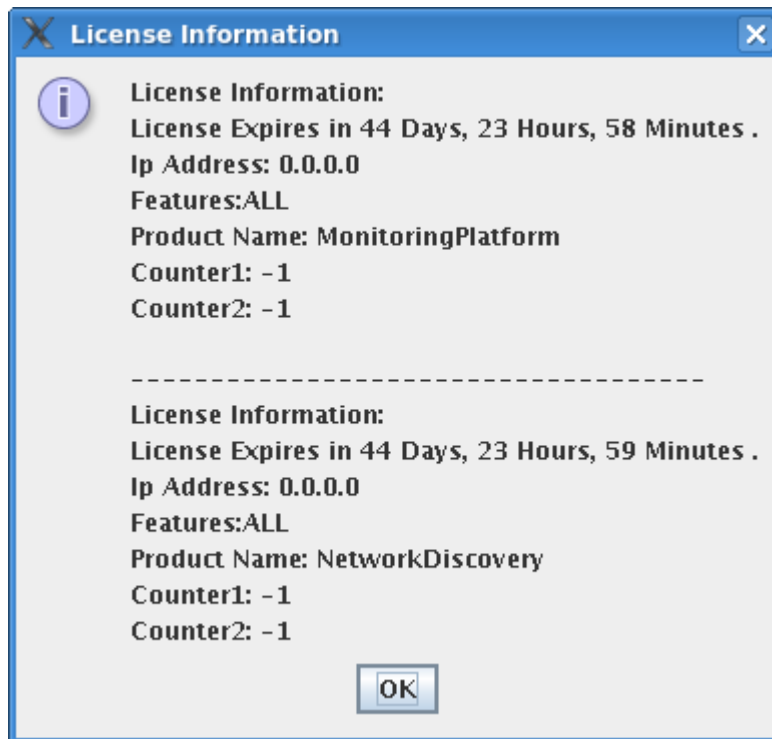 License Information
License Information:
License Expires in 44 Days, 23 Hours, 58 Minutes .
Ip Address: 0.0.0.0
Features:ALL
Product Name: MonitoringPlatform
Counter1: -1
Counter2: -1
------------------------------------
License Information:
License Expires in 44 Days, 23 Hours, 59 Minutes .
Ip Address: 0.0.0.0
Features:ALL
Product Name: NetworkDiscovery
Counter1: -1
Counter2: -1
OK